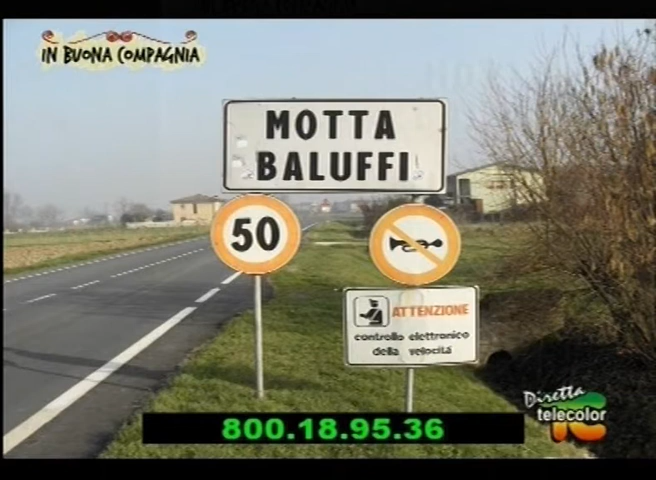 IN BUONA COMPAGNIA
MOTTA
BALUFFI
50
ATTENZIONE
controllo elettronico
della velocità
Diretta
telecolor
800.18.95.36